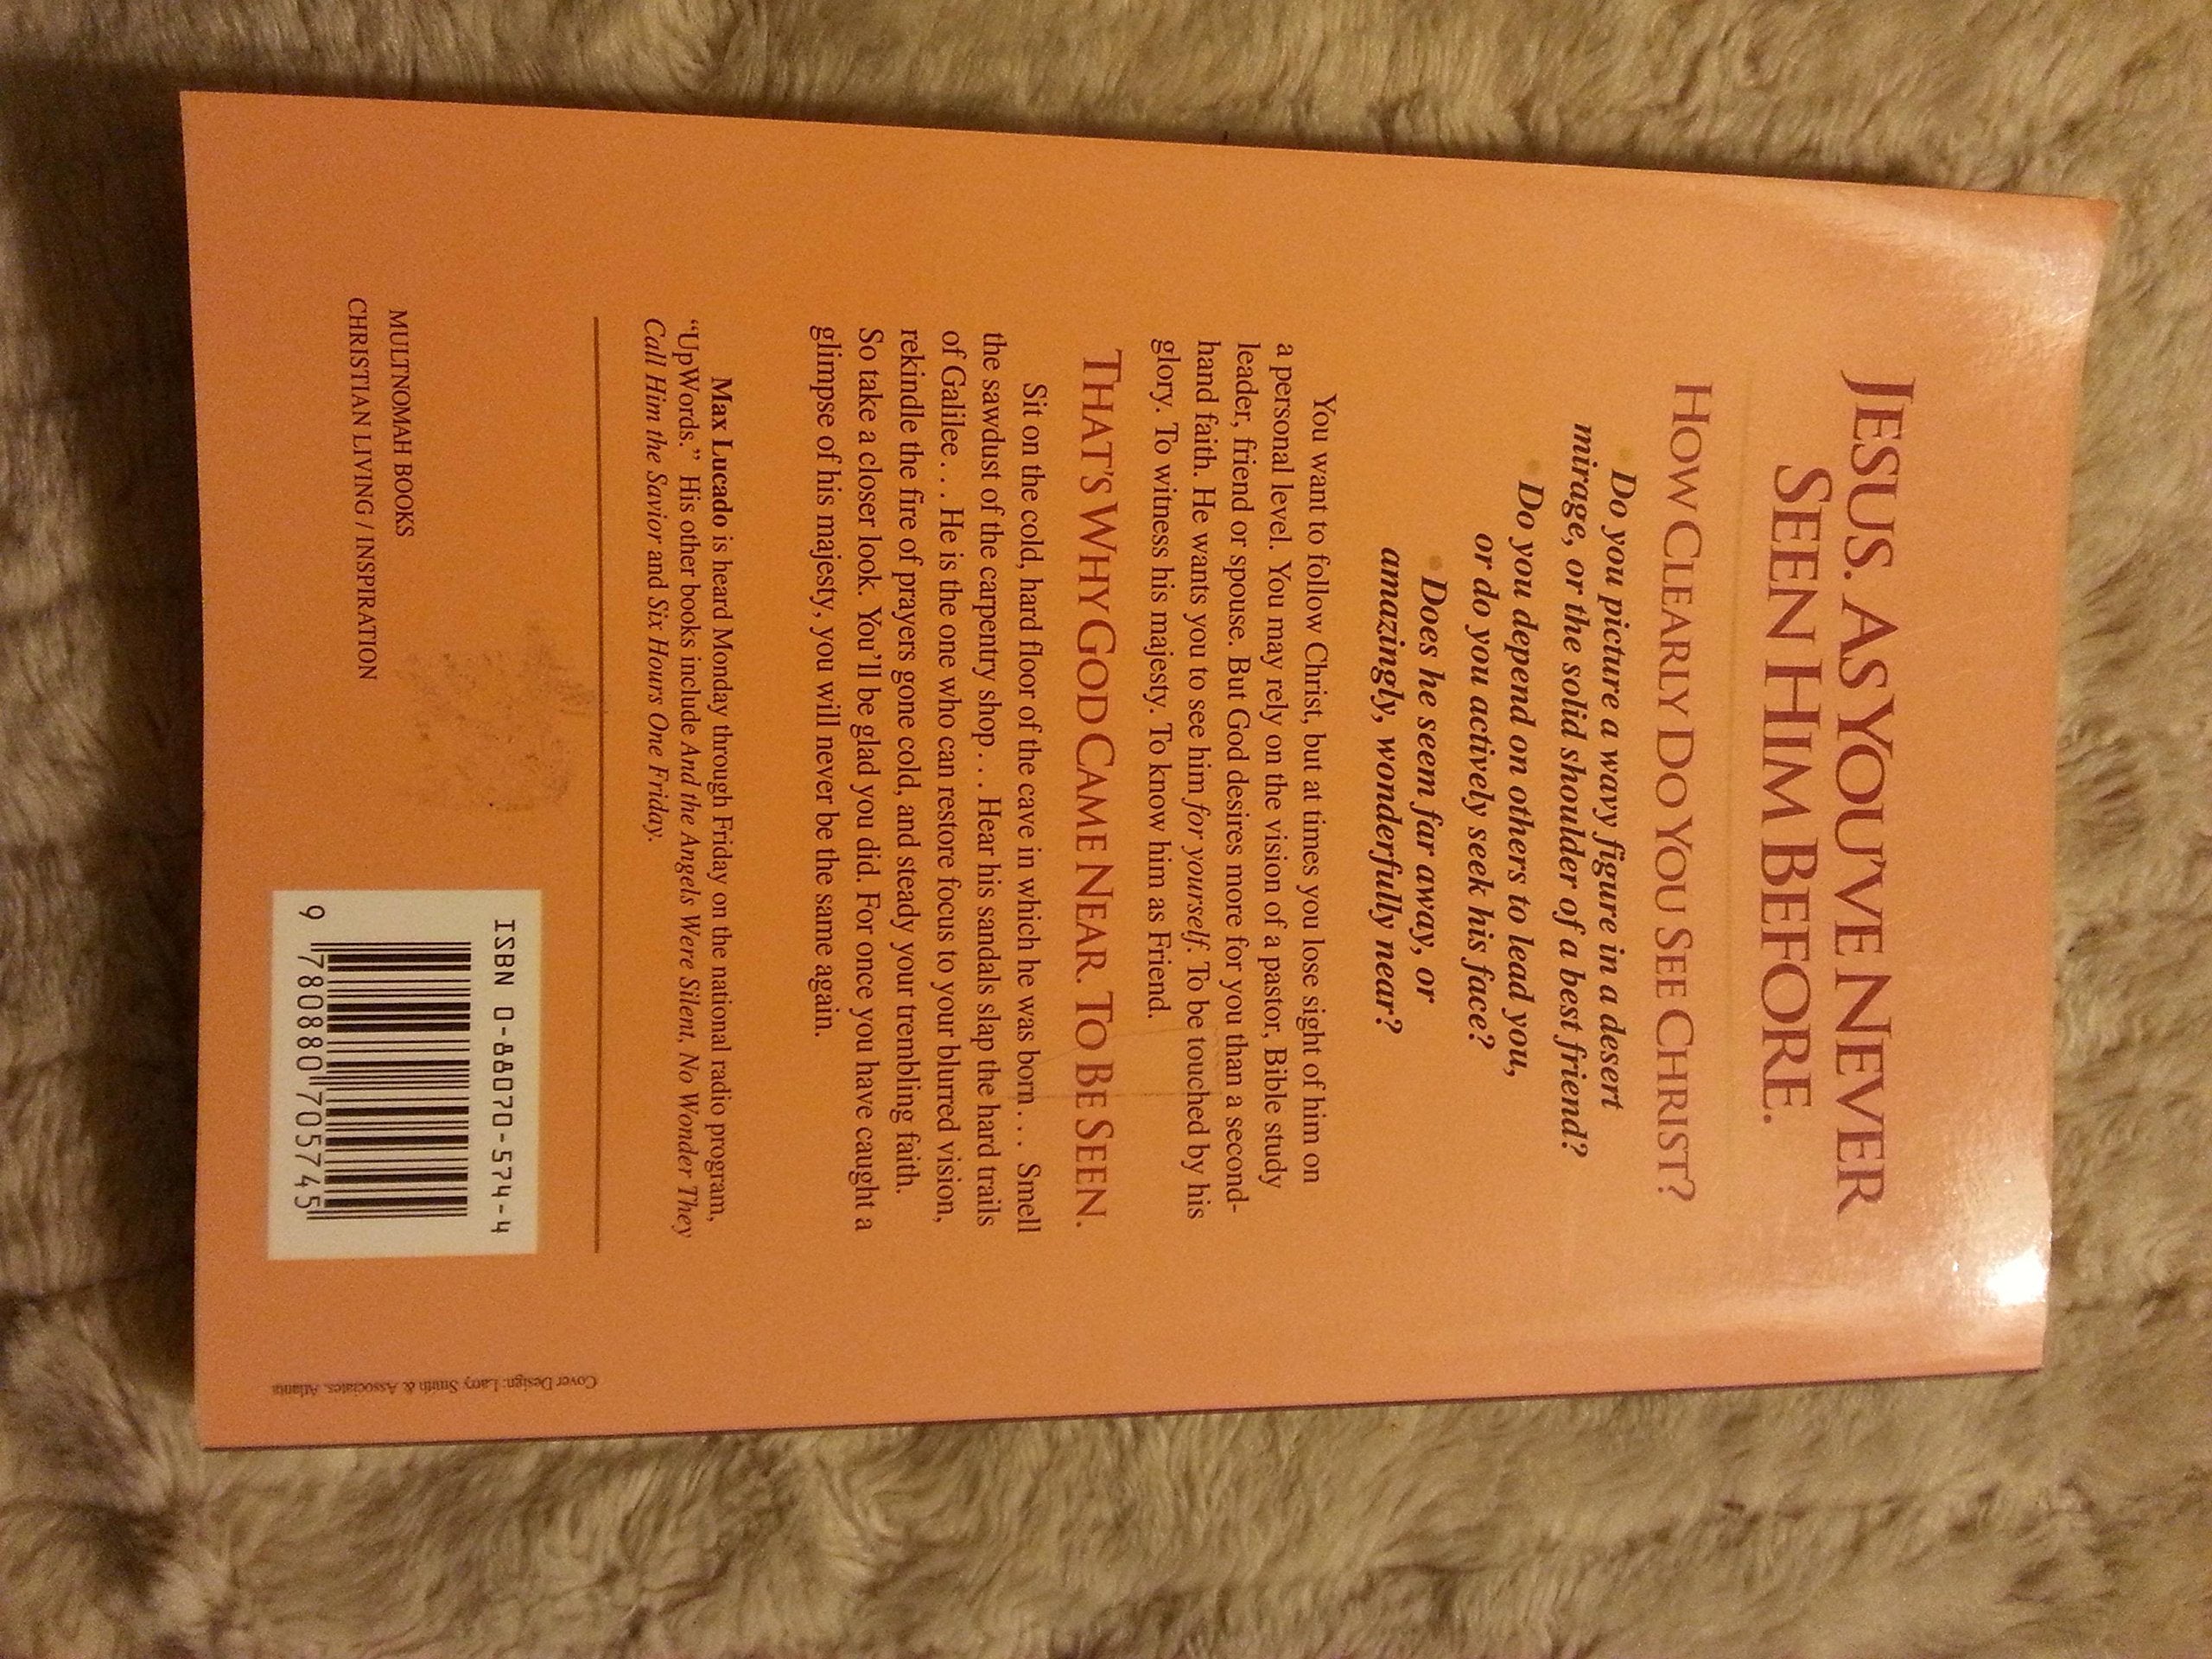 JESUS. AS YOU'VE NEVER
SEEN HIM BEFORE.
HOW CLEARLY DO YOU SEE CHRIST?
• Do you picture a wavy figure in a desert
mirage, or the solid shoulder of a best friend?
• Do you depend on others to lead you,
or do you actively seek his face?
• Does he seem far away, or
amazingly, wonderfully near?
You want to follow Christ, but at times you lose sight of him on
a personal level. You may rely on the vision of a pastor, Bible study
leader, friend or spouse. But God desires more for you than a second-
hand faith. He wants you to see him for yourself. To be touched by his
glory. To witness his majesty. To know him as Friend.
THAT'S WHY GOD CAME NEAR. TO BE SEEN.
Sit on the cold, hard floor of the cave in which he was born . . . Smell
the sawdust of the carpentry shop . . . Hear his sandals slap the hard trails
of Galilee . . . He is the one who can restore focus to your blurred vision,
rekindle the fire of prayers gone cold, and steady your trembling faith.
So take a closer look. You'll be glad you did. For once you have caught a
glimpse of his majesty, you will never be the same again.
Max Lucado is heard Monday through Friday on the national radio program,
“UpWords.” His other books include And the Angels Were Silent, No Wonder They
Call Him the Savior and Six Hours One Friday.
MULTNOMAH BOOKS
CHRISTIAN LIVING / INSPIRATION
ISBN 0-88070-574-4
9 780880 705745
Cover Design: Larry Smith & Associates, Atlanta